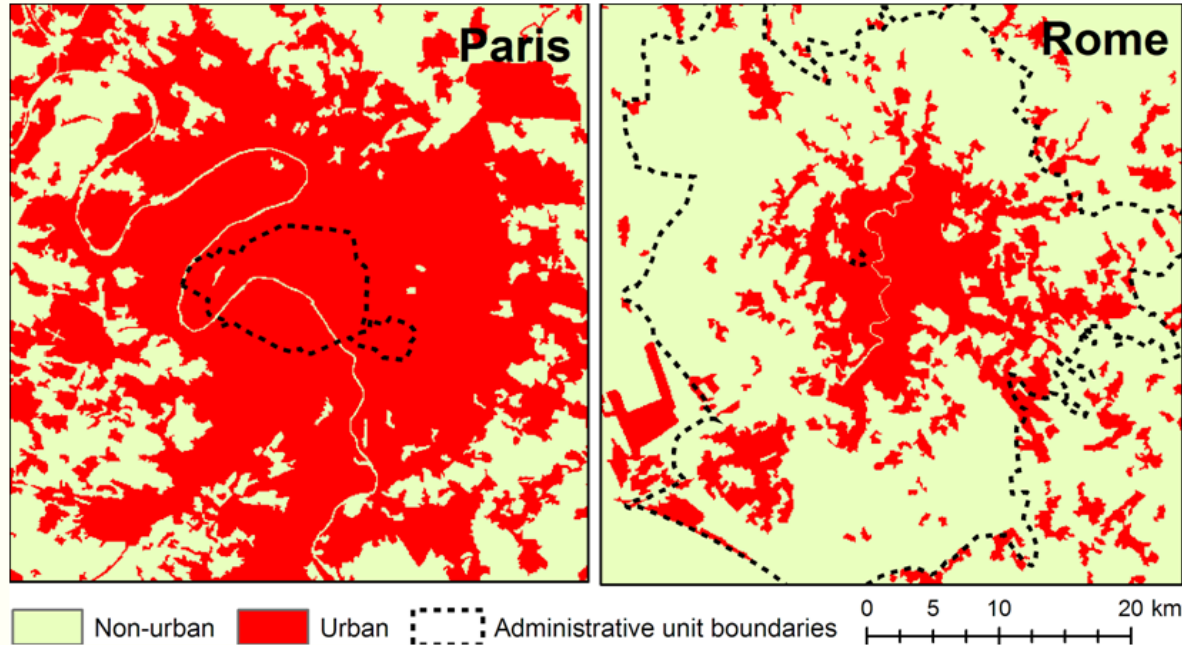 Paris
Rome
Non-urban
Urban
Administrative unit boundaries
0 5 10 20 km